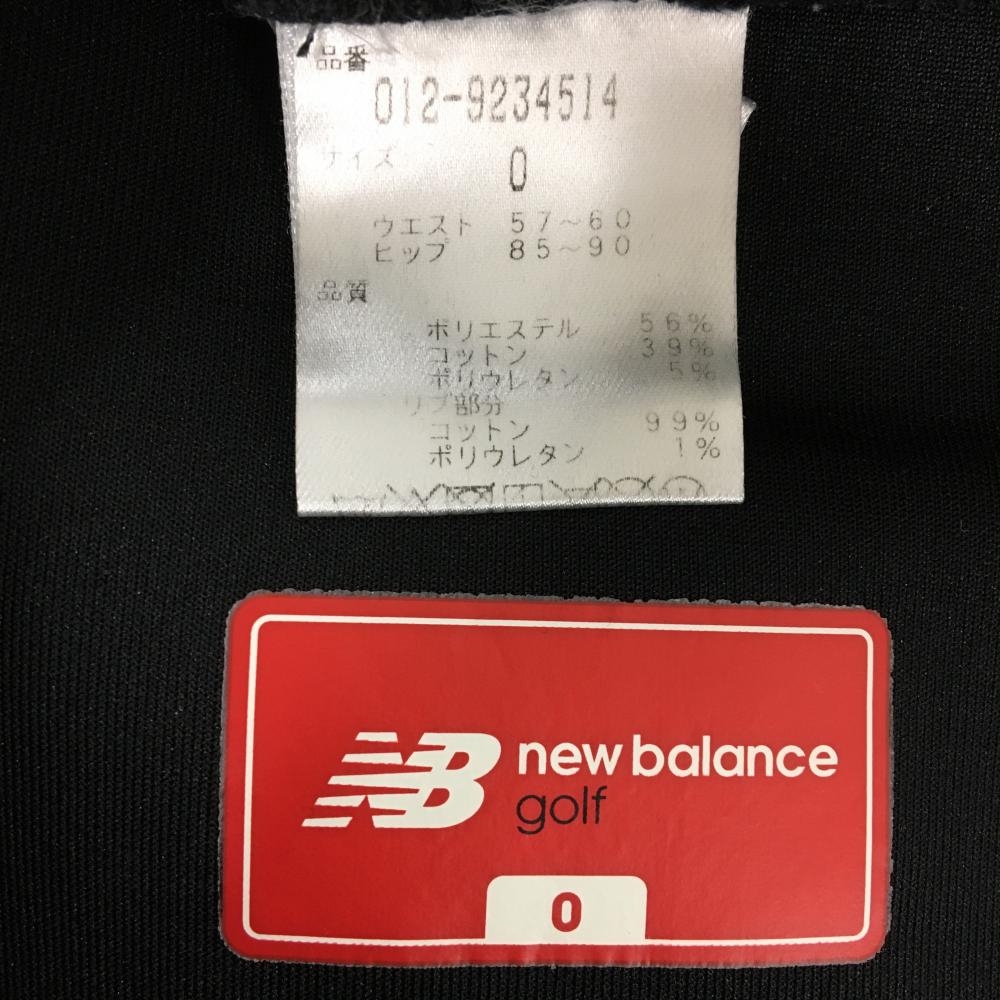 品番
012-9234514
サイズ
0
ウエスト 57～60
ヒップ 85～90
品質
ポリエステル 56%
コットン 39%
ポリウレタン 5%
リブ部分
コットン 99%
ポリウレタン 1%
NB new balance
golf
0